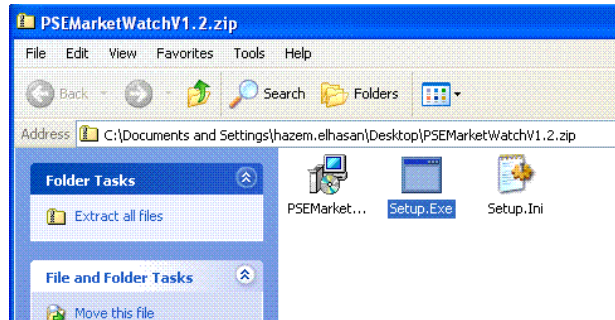 PSEMarketWatchV1.2.zip
File Edit View Favorites Tools Help
Back Search Folders
Address C:\Documents and Settings\hazem.elhasan\Desktop\PSEMarketWatchV1.2.zip
Folder Tasks
Extract all files
PSEMarket... Setup.Exe Setup.Ini
File and Folder Tasks
Move this file